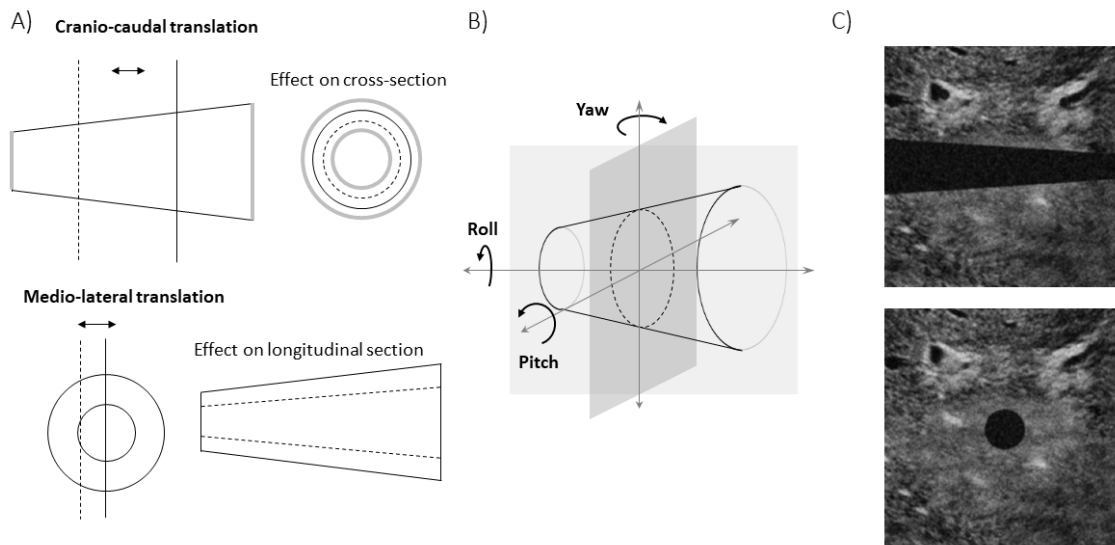 A)
Cranio-caudal translation
Effect on cross-section
Medio-lateral translation
Effect on longitudinal section
B)
Yaw
Roll
Pitch
C)